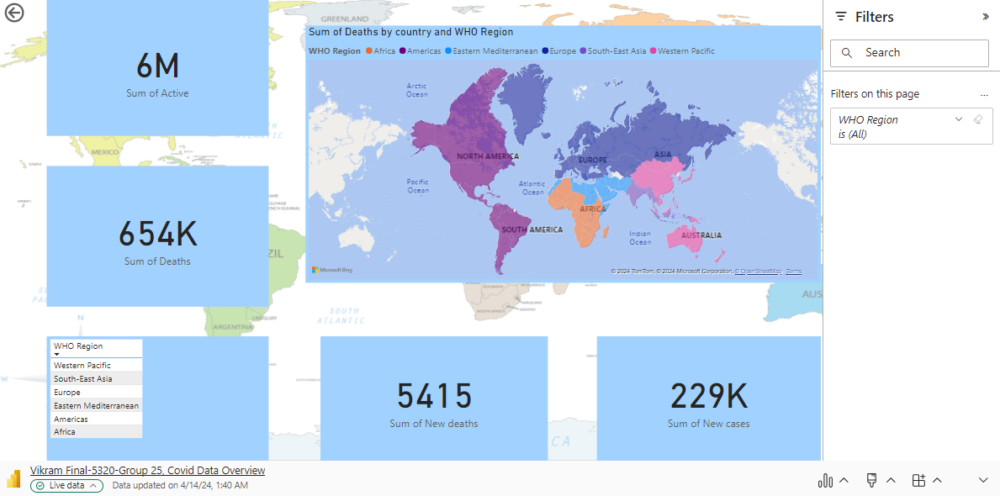 GREENLAND
6M
Sum of Active
MEXICO
654K
Sum of Deaths
ZIL
SOUTH
ATLANTIC
ARGENTINA
URUGUAY
N
W
AUS
CA
Sum of Deaths by country and WHO Region
WHO Region Africa Americas Eastern Mediterranean Europe South-East Asia Western Pacific
Arctic
Ocean
NORTH AMERICA
EUROPE
ASIA
Pacific
Ocean
Atlantic
Ocean
AFRICA
SOUTH AMERICA
Indian
Ocean
AUSTRALIA
Microsoft Bing
© 2024 TomTom, © 2024 Microsoft Corporation, © OpenStreetMap Terms
WHO Region
Western Pacific
South-East Asia
Europe
Eastern Mediterranean
Americas
Africa
5415
Sum of New deaths
229K
Sum of New cases
Filters
Search
Filters on this page
...
WHO Region
is (All)
Vikram Final-5320-Group 25, Covid Data Overview
Live data
Data updated on 4/14/24, 1:40 AM